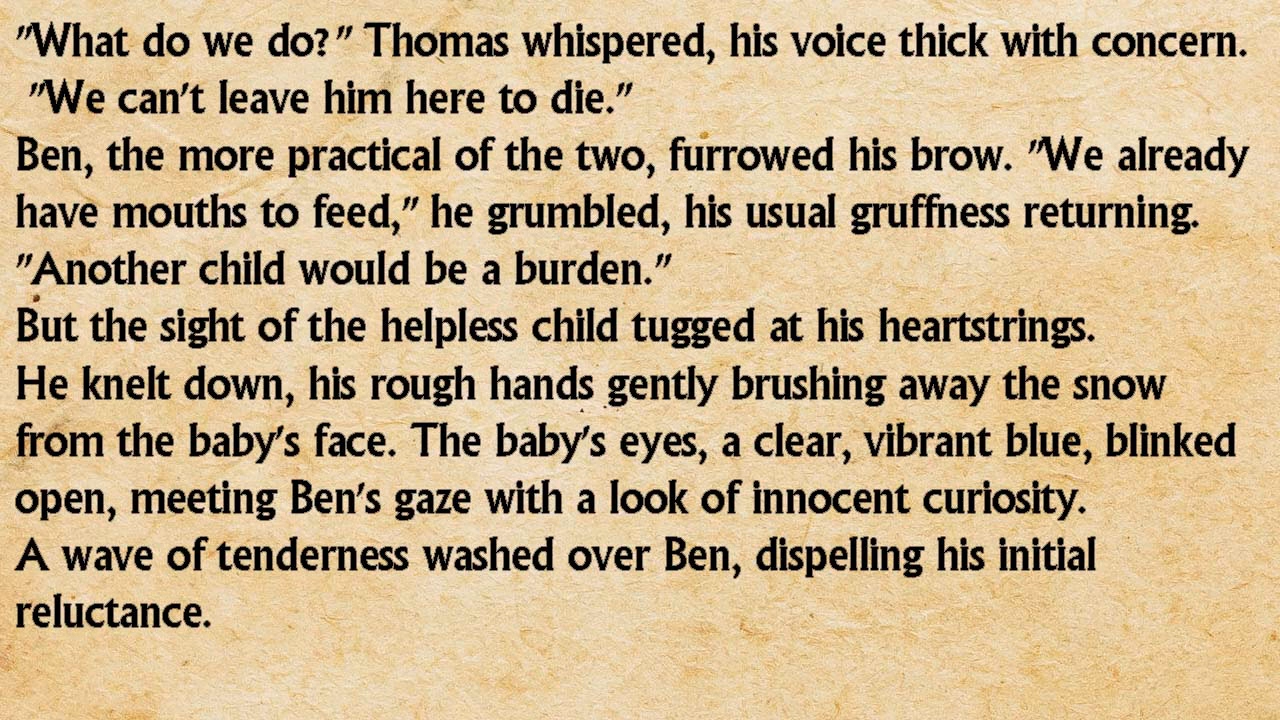 "What do we do?" Thomas whispered, his voice thick with concern.
"We can't leave him here to die."
Ben, the more practical of the two, furrowed his brow. "We already
have mouths to feed," he grumbled, his usual gruffness returning.
"Another child would be a burden."
But the sight of the helpless child tugged at his heartstrings.
He knelt down, his rough hands gently brushing away the snow
from the baby's face. The baby's eyes, a clear, vibrant blue, blinked
open, meeting Ben's gaze with a look of innocent curiosity.
A wave of tenderness washed over Ben, dispelling his initial
reluctance.